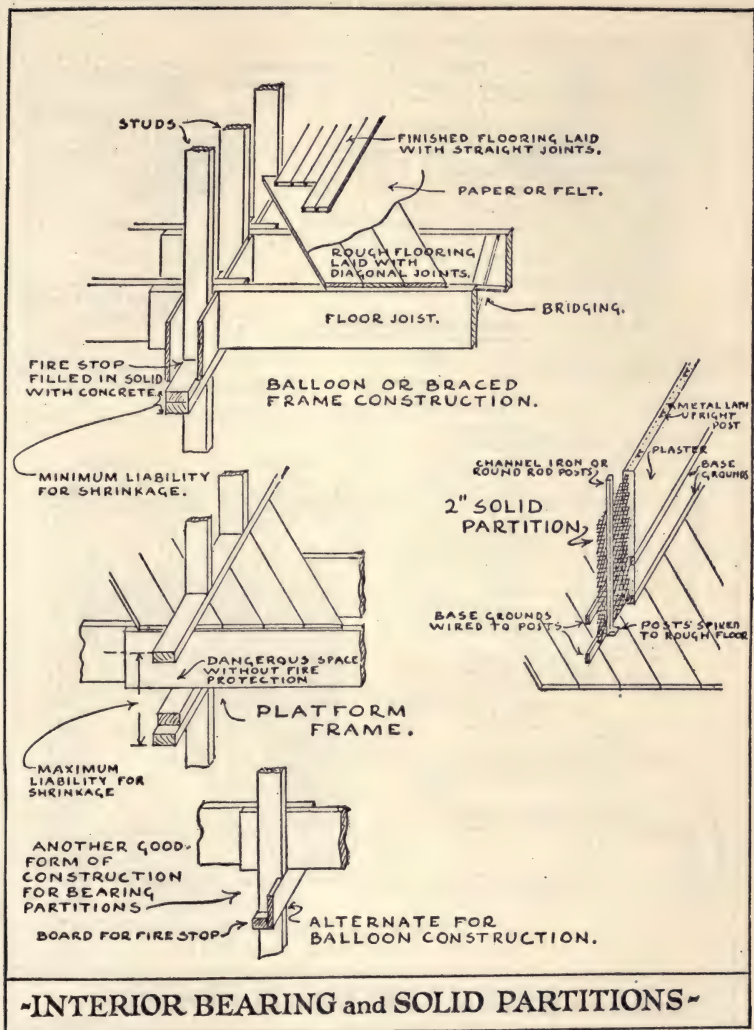 STUDS
FINISHED FLOORING LAID
WITH STRAIGHT JOINTS.
PAPER OR FELT.
ROUGH FLOORING
LAID WITH
DIAGONAL JOINTS.
BRIDGING.
FLOOR JOIST.
FIRE STOP
FILLED IN SOLID
WITH CONCRETE
BALLOON OR BRACED
FRAME CONSTRUCTION.
MINIMUM LIABILITY
FOR SHRINKAGE.
METAL LATH
UPRIGHT
POST
CHANNEL IRON OR
ROUND ROD POSTS
PLASTER
BASE
GROUNDS
2" SOLID
PARTITION
BASE GROUNDS
WIRED TO POSTS
POSTS SPIKED
TO ROUGH FLOOR
DANGEROUS SPACE
WITHOUT FIRE
PROTECTION
PLATFORM
FRAME.
MAXIMUM
LIABILITY FOR
SHRINKAGE
ANOTHER GOOD
FORM OF
CONSTRUCTION
FOR BEARING
PARTITIONS
BOARD FOR FIRE STOP
ALTERNATE FOR
BALLOON CONSTRUCTION.
-INTERIOR BEARING and SOLID PARTITIONS-